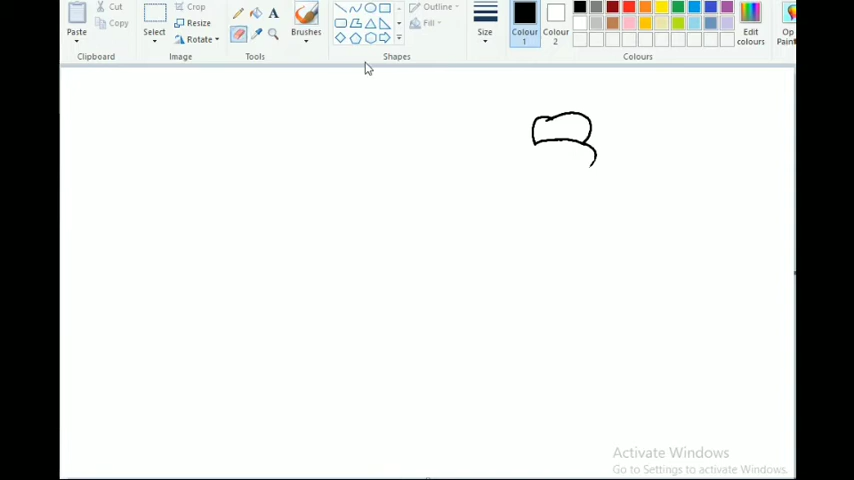 Cut
Crop
Paste
Copy
Select
Resize
Rotate
A
Brushes
Outline
Fill
Size
Colour 1
Colour 2
Edit colours
Clipboard
Image
Tools
Shapes
Colours
Activate Windows
Go to Settings to activate Windows.